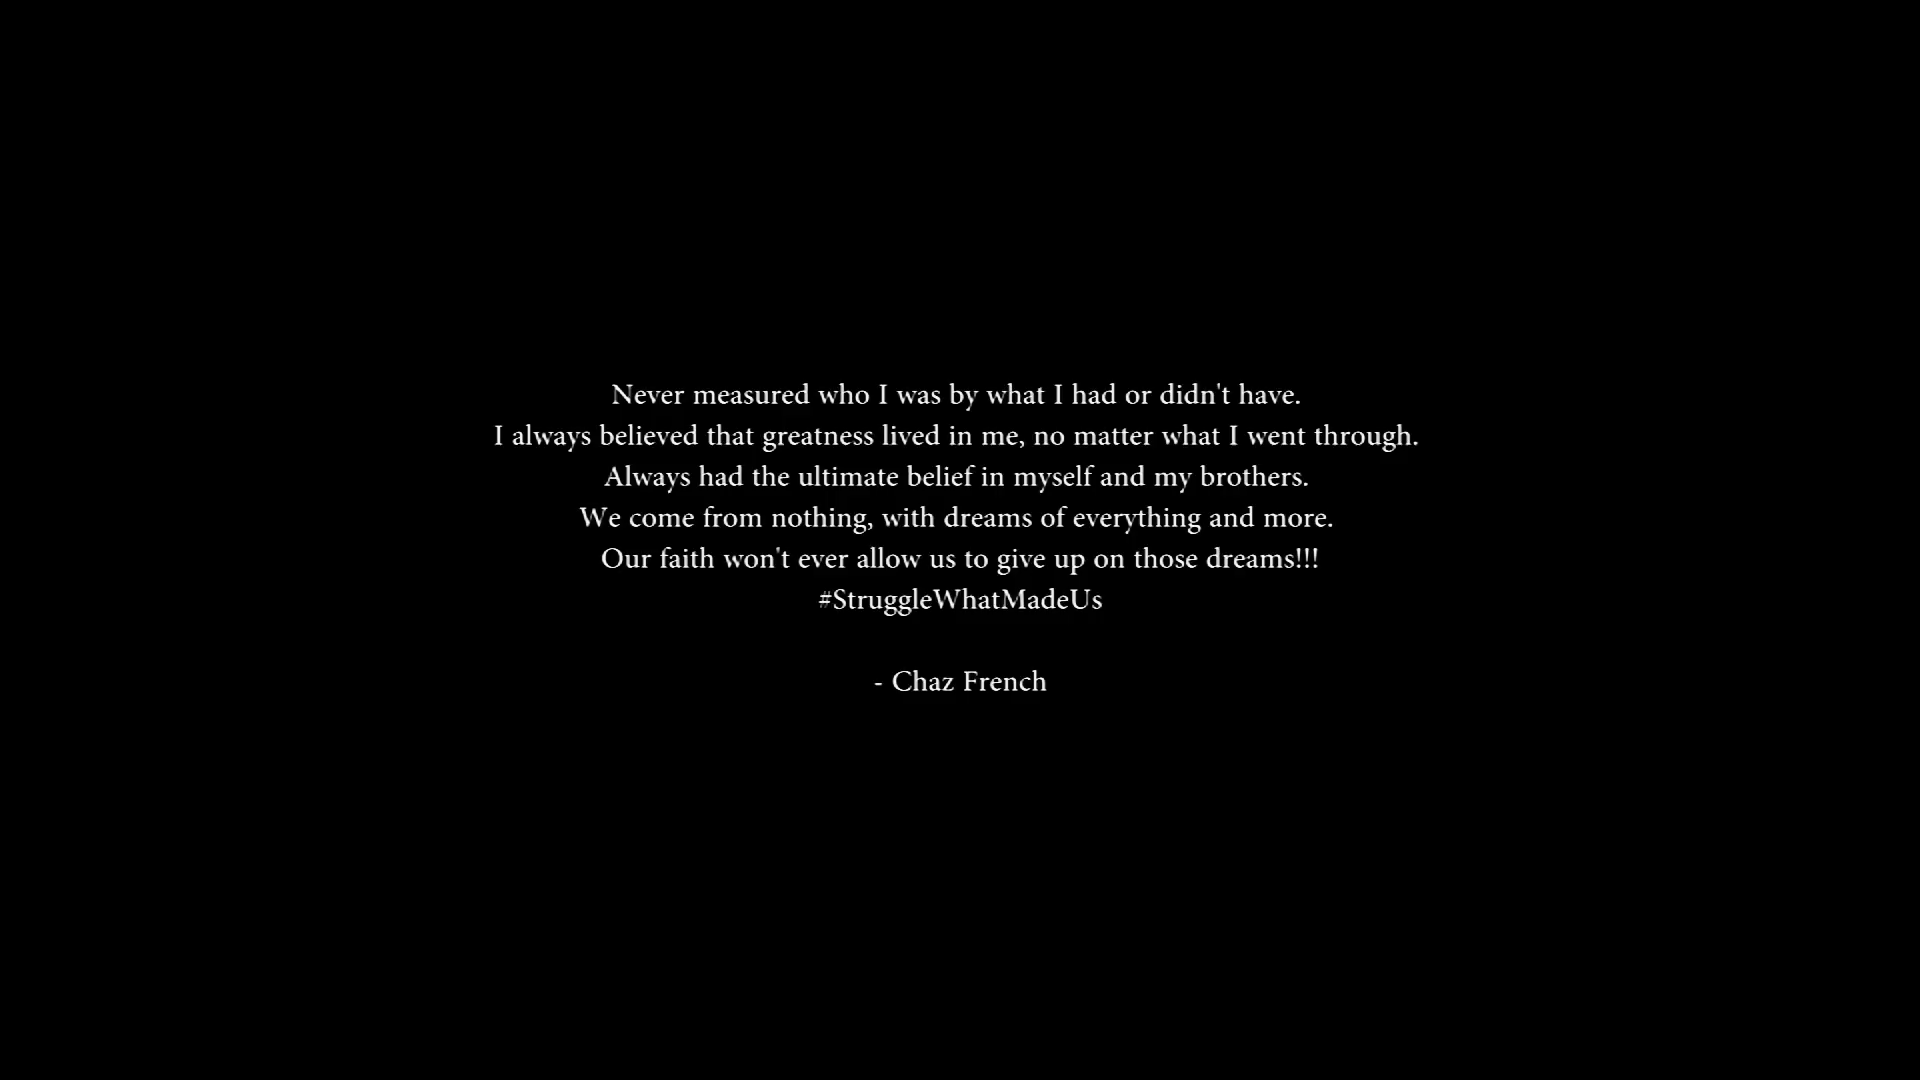 Never measured who I was by what I had or didn't have.
I always believed that greatness lived in me, no matter what I went through.
Always had the ultimate belief in myself and my brothers.
We come from nothing, with dreams of everything and more.
Our faith won't ever allow us to give up on those dreams!!!
#StruggleWhatMadeUs
- Chaz French